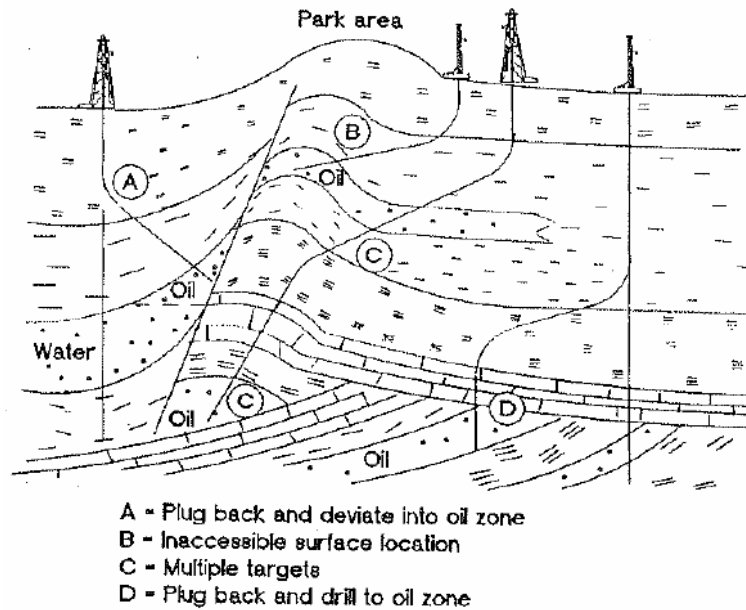 Park area
B
A
Oil
C
Oil
Water
C
Oil
D
Oil
A - Plug back and deviate into oil zone
B - Inaccessible surface location
C - Multiple targets
D - Plug back and drill to oil zone